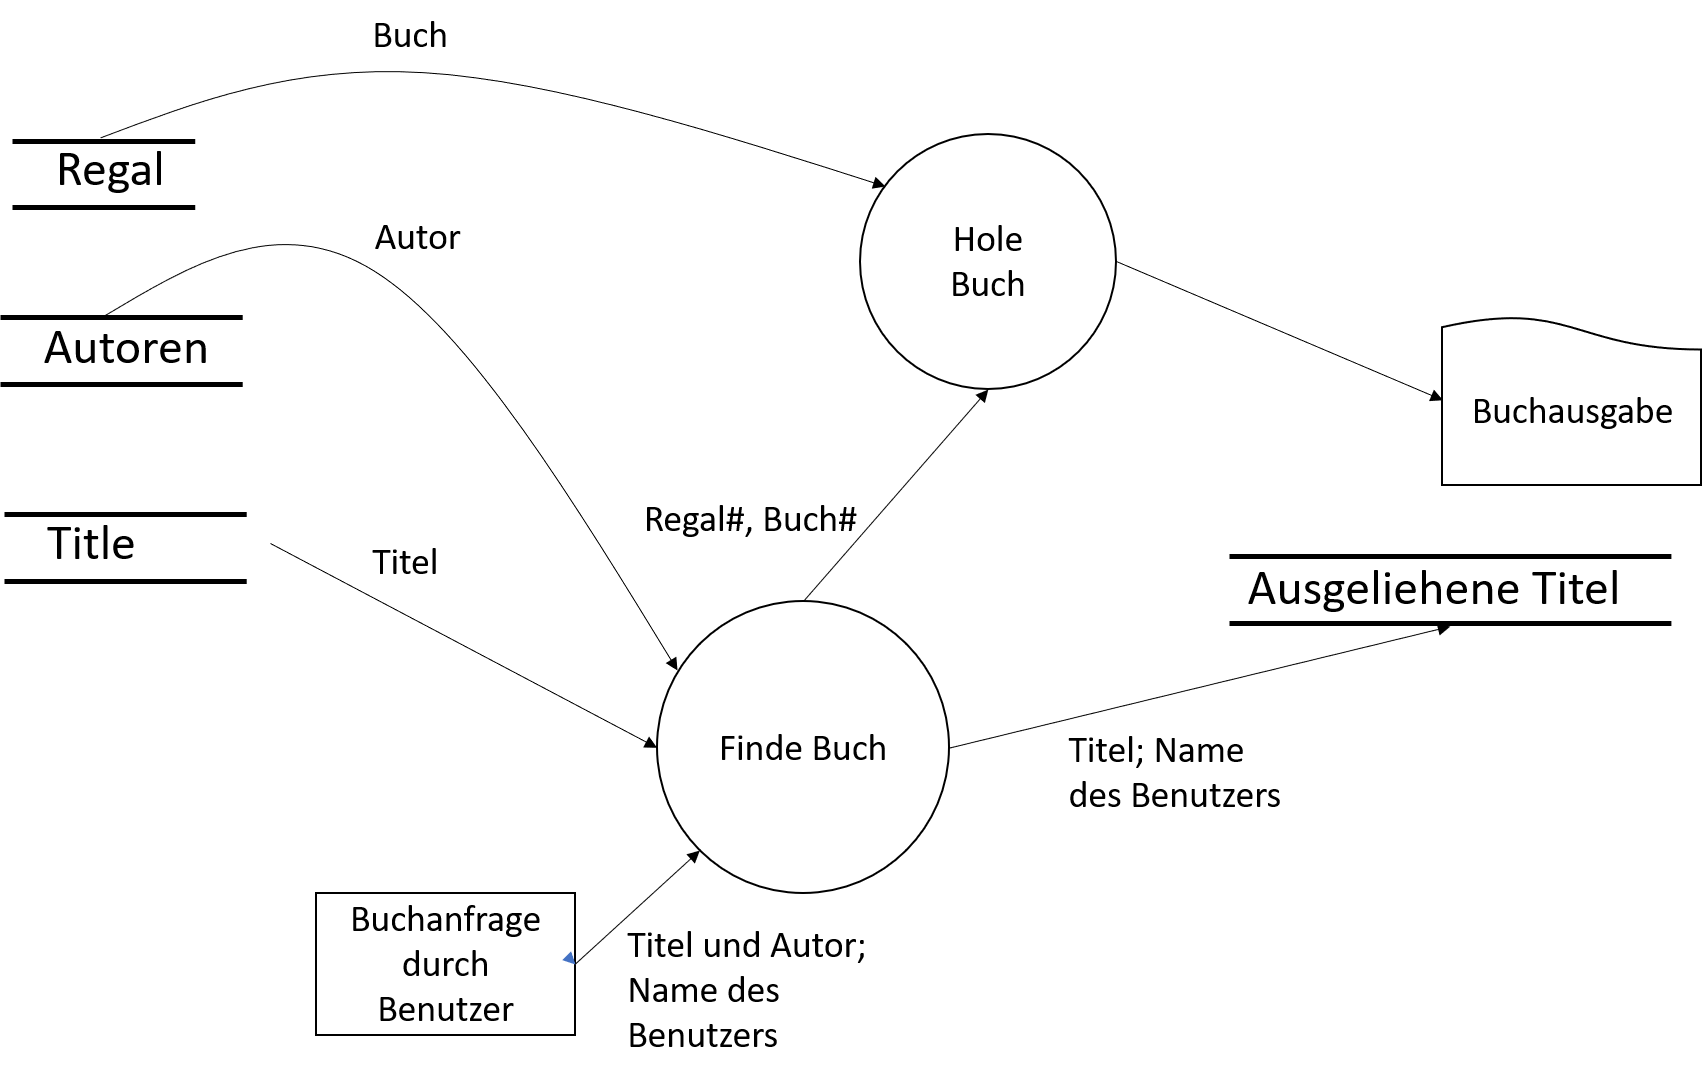 Buch
Regal
Autor
Hole
Buch
Autoren
Buchausgabe
Regal#, Buch#
Title
Titel
Ausgeliehene Titel
Finde Buch
Titel; Name
des Benutzers
Buchanfrage
durch
Benutzer
Titel und Autor;
Name des
Benutzers